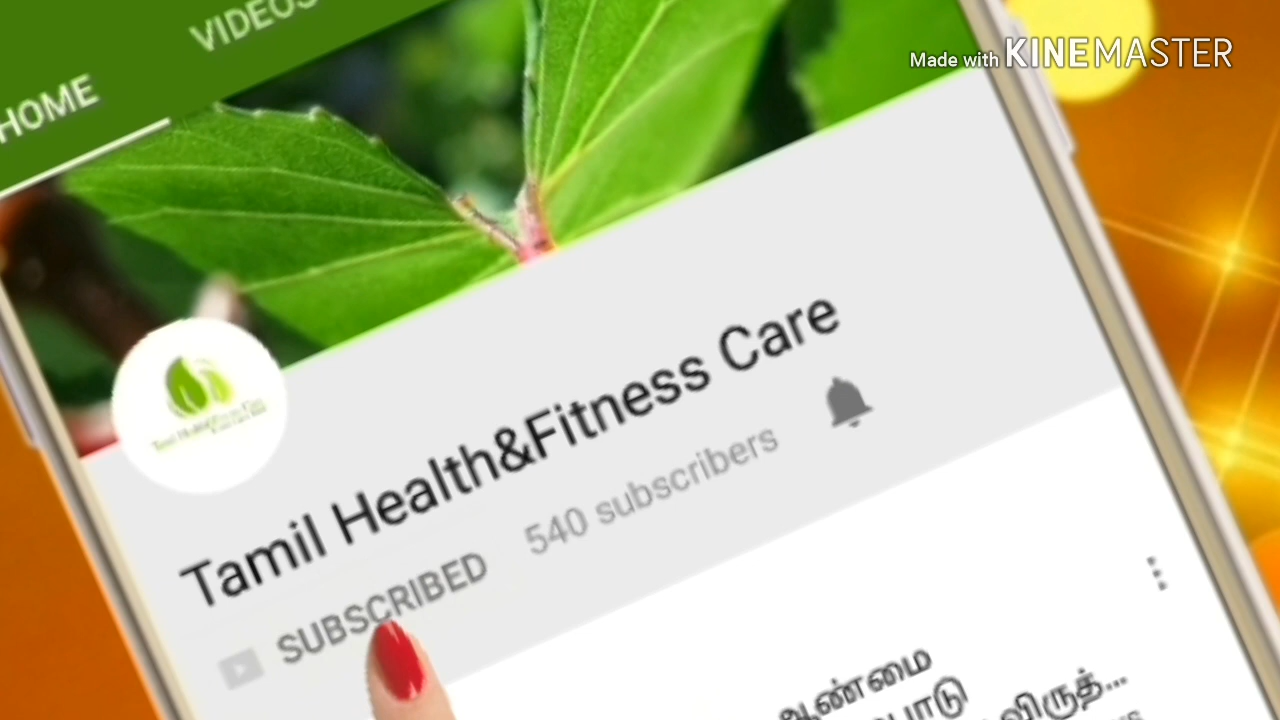 Made with KINEMASTER
VIDEOS
HOME
Tamil Health&Fitness Care
SUBSCRIBED 540 subscribers
ஆண்மை